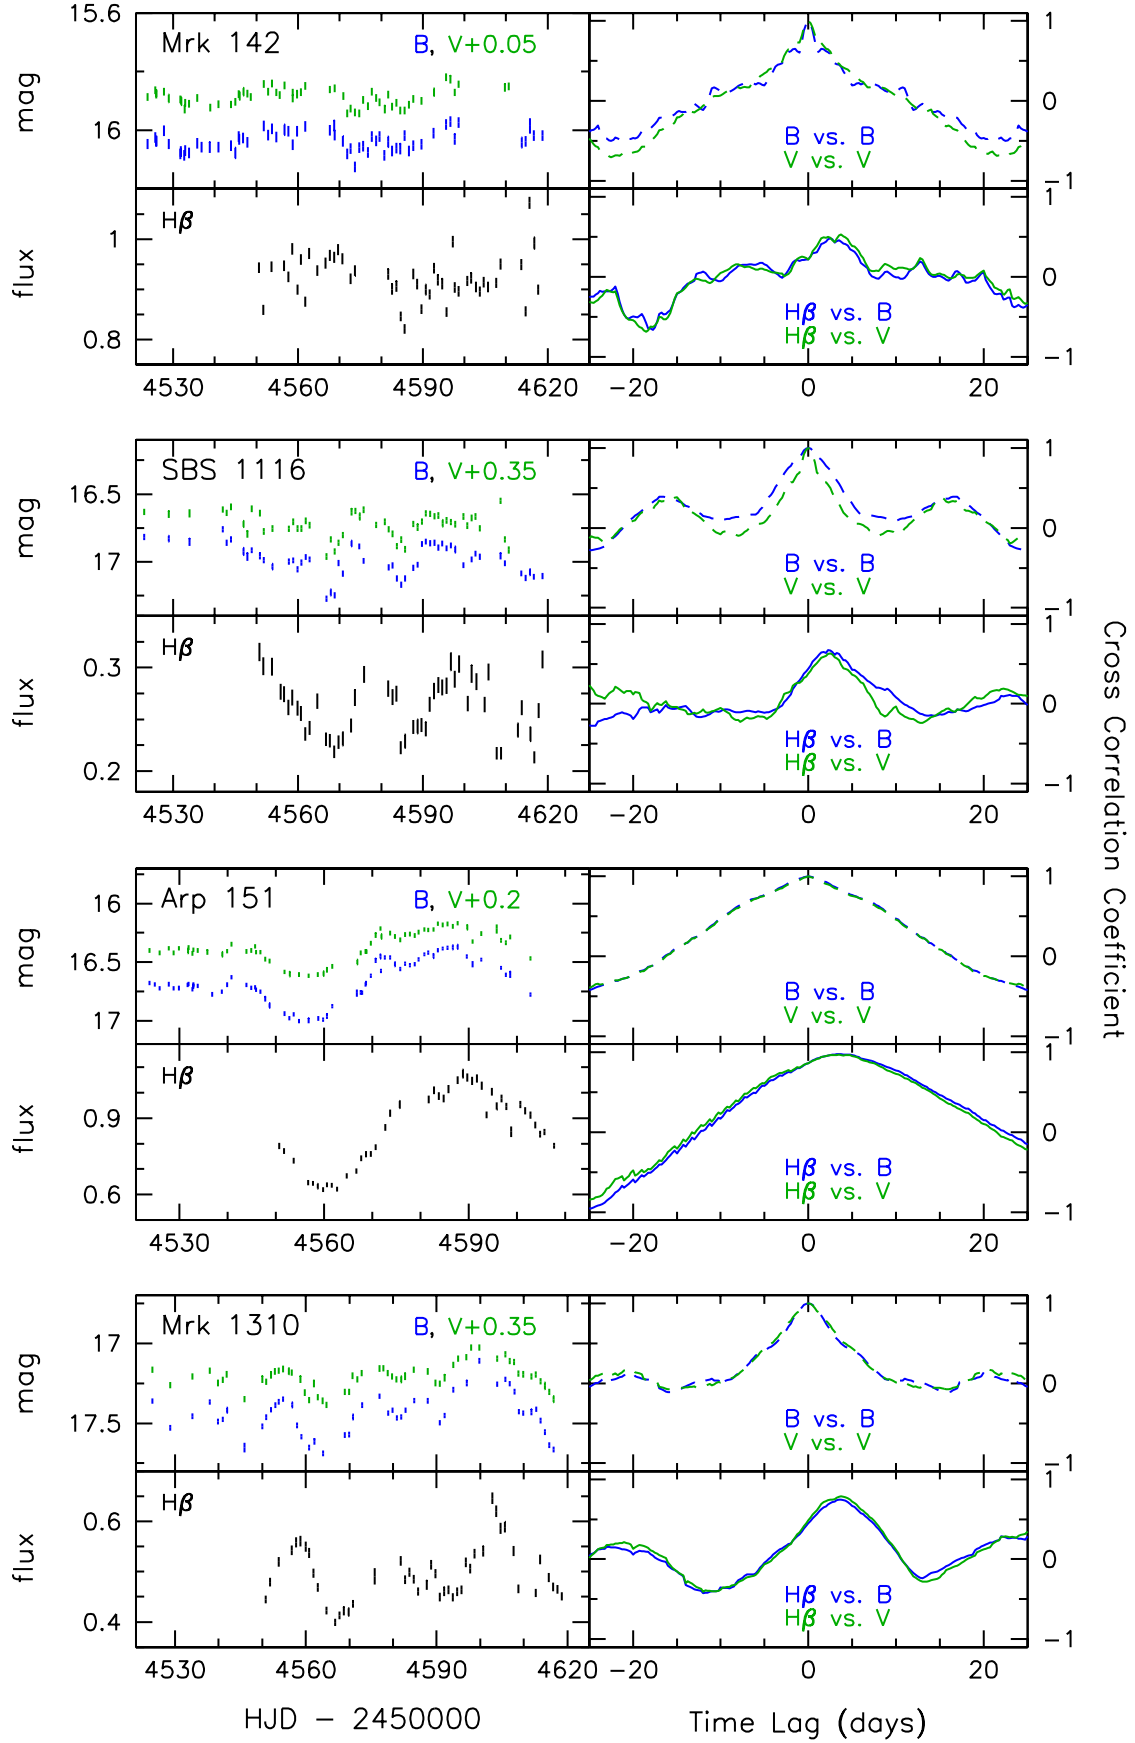 15.6
Mrk 142
B, V+0.05
mag
16
B vs. B
V vs. V
1
0
−1
Hβ
flux
1
0.8
Hβ vs. B
Hβ vs. V
1
0
−1
4530 4560 4590 4620 −20 0 20
SBS 1116
B, V+0.35
mag
16.5
17
B vs. B
V vs. V
1
0
−1
Hβ
flux
0.3
0.2
Hβ vs. B
Hβ vs. V
1
0
−1
4530 4560 4590 4620 −20 0 20
Cross Correlation Coefficient
Arp 151
B, V+0.2
mag
16
16.5
17
B vs. B
V vs. V
1
0
−1
Hβ
flux
0.9
0.6
Hβ vs. B
Hβ vs. V
1
0
−1
4530 4560 4590 −20 0 20
Mrk 1310
B, V+0.35
mag
17
17.5
B vs. B
V vs. V
1
0
−1
Hβ
flux
0.6
0.4
Hβ vs. B
Hβ vs. V
1
0
−1
4530 4560 4590 4620 −20 0 20
HJD − 2450000
Time Lag (days)